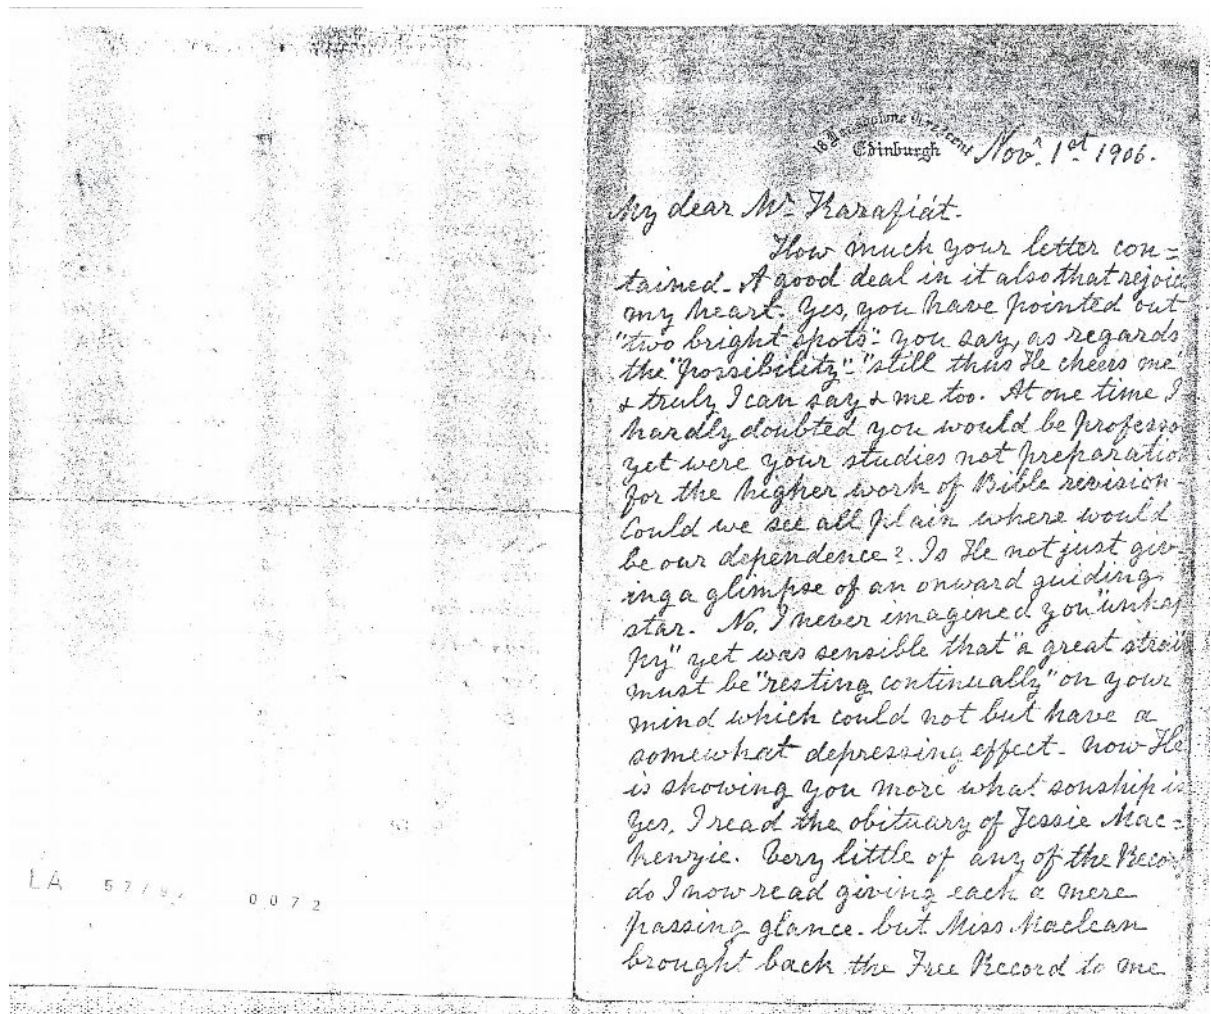 18 Lansdowne Crescent
Edinburgh
Novr. 1st 1906.
My dear Mr Karafiát.
How much your letter con=
tained. A good deal in it also that rejoic
my heart. Yes, you have pointed out
"two bright spots". you say, as regards
the "possibility" - "still thus He cheers me"
& truly I can say & me too. At one time I
hardly doubted you would be professo
yet were your studies not preparatio
for the higher work of Bible revision -
Could we see all plain where would
be our dependence?. Is He not just giv-
ing a glimpse of an onward guiding
star. No, I never imagined you "unhap
py" yet was sensible that "a great strain"
must be "resting continually" on your
mind which could not but have a
somewhat depressing effect - now He
is showing you more what sonship is
Yes, I read the obituary of Jessie Mac=
kenzie. Very little of any of the Recor
do I now read giving each a mere
passing glance. but Miss Maclean
brought back the Free Record to me
LA 57/92 0072